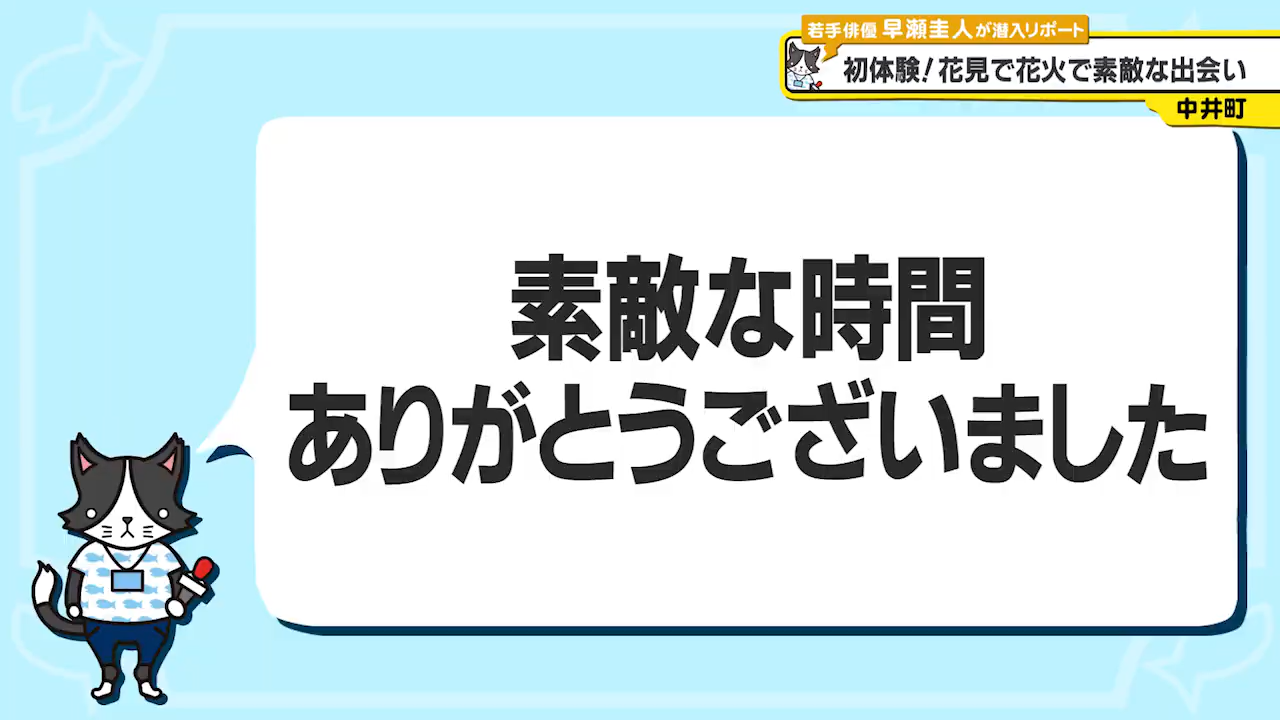 若手俳優 早瀬圭人が潜入リポート
初体験!花見で花火で素敵な出会い
中井町
素敵な時間
ありがとうございました